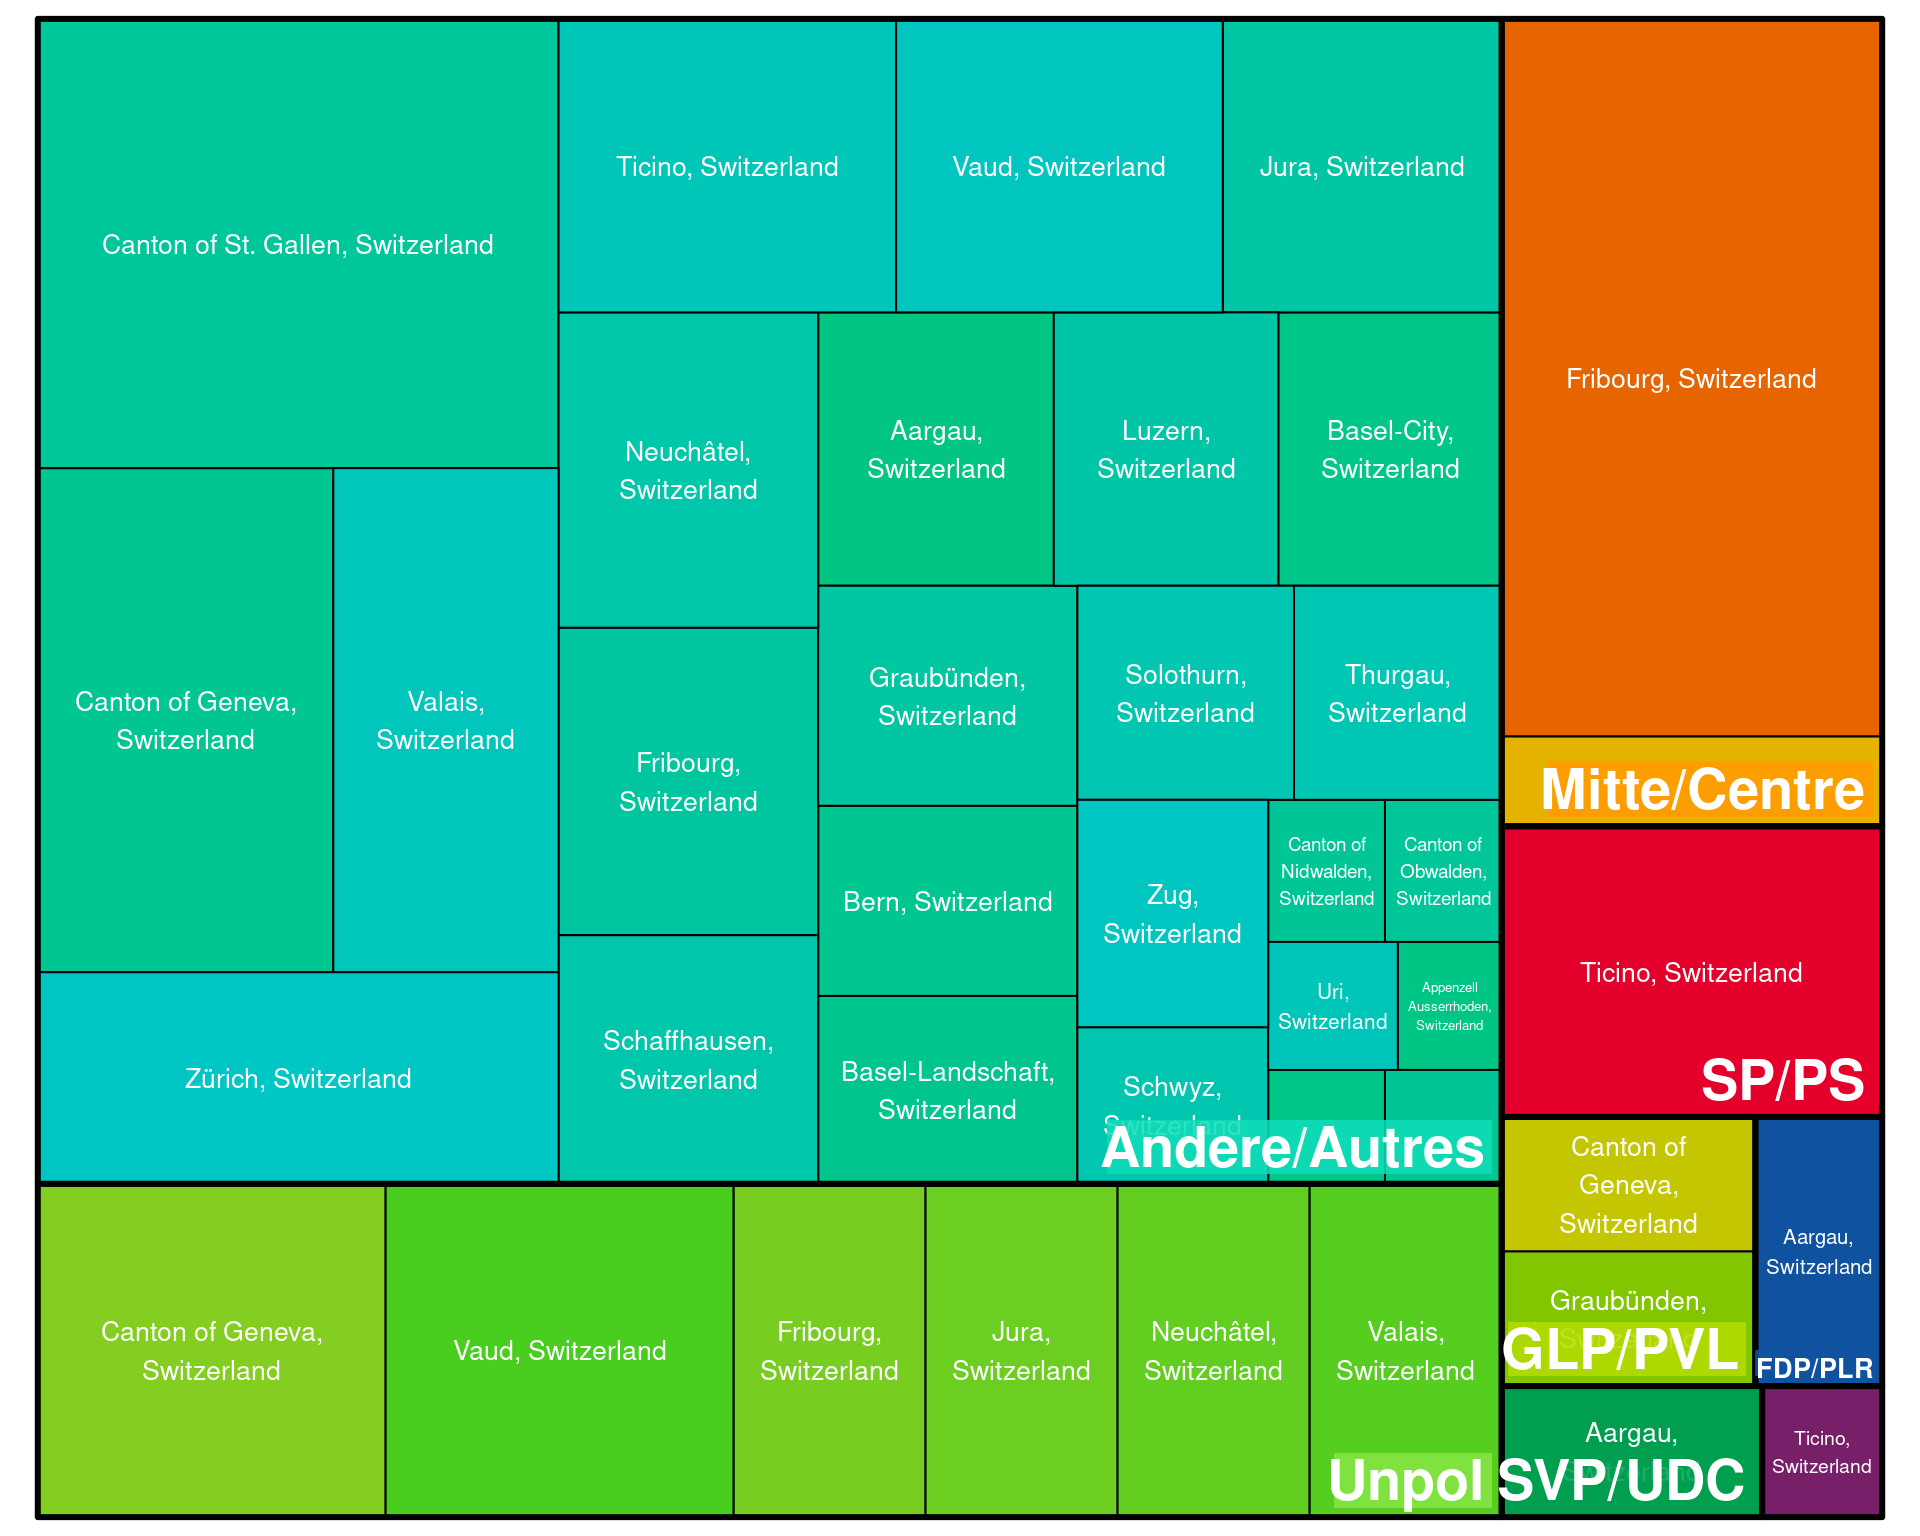 Canton of St. Gallen, Switzerland
Ticino, Switzerland
Vaud, Switzerland
Jura, Switzerland
Neuchâtel,
Switzerland
Aargau,
Switzerland
Luzern,
Switzerland
Basel-City,
Switzerland
Canton of Geneva,
Switzerland
Valais,
Switzerland
Fribourg,
Switzerland
Graubünden,
Switzerland
Solothurn,
Switzerland
Thurgau,
Switzerland
Bern, Switzerland
Zug,
Switzerland
Canton of
Nidwalden,
Switzerland
Canton of
Obwalden,
Switzerland
Uri,
Switzerland
Appenzell
Ausserrhoden,
Switzerland
Zürich, Switzerland
Schaffhausen,
Switzerland
Basel-Landschaft,
Switzerland
Schwyz,
Switzerland
Andere/Autres
Canton of Geneva,
Switzerland
Vaud, Switzerland
Fribourg,
Switzerland
Jura,
Switzerland
Neuchâtel,
Switzerland
Valais,
Switzerland
Unpol
Fribourg, Switzerland
Mitte/Centre
Ticino, Switzerland
SP/PS
Canton of
Geneva,
Switzerland
Graubünden,
GLP/PVL
Aargau,
Switzerland
FDP/PLR
Aargau,
SVP/UDC
Ticino,
Switzerland